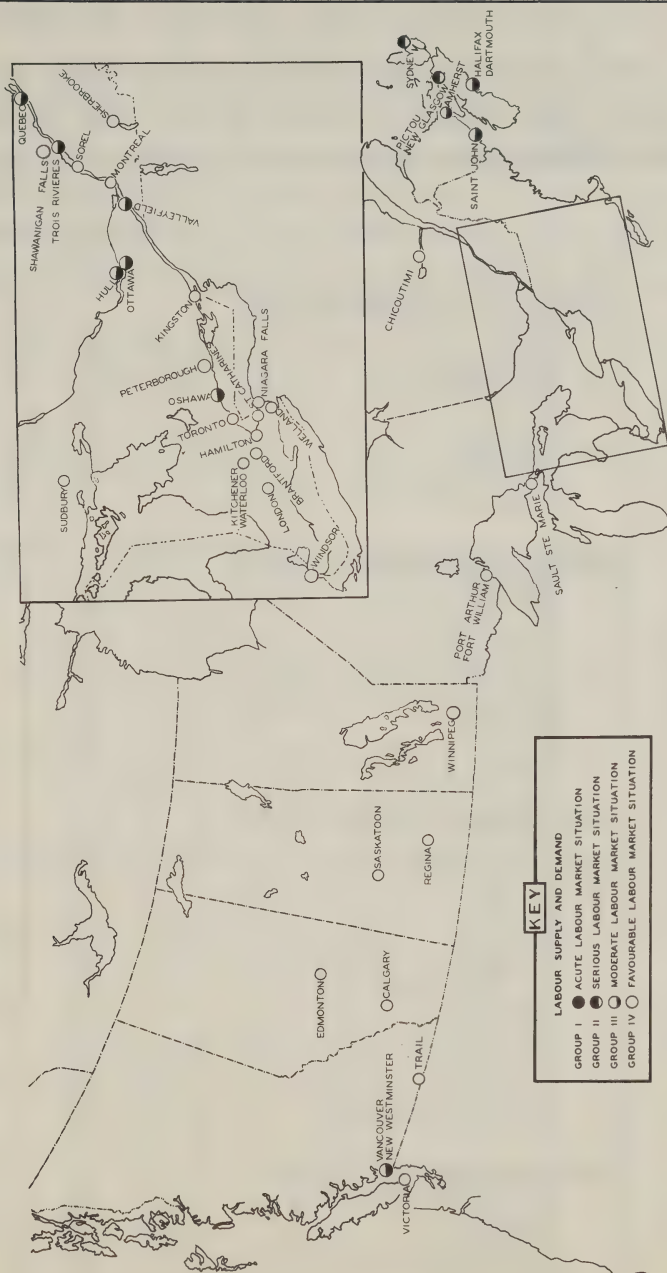 QUEBEC
SHAWANIGAN FALLS
TROIS RIVIERES
SHERBROOKE
SOREL
MONTREAL
VALLEYFIELD
HULL
OTTAWA
KINGSTON
PETERBOROUGH
OSHAWA
TORONTO
ST CATHARINES
NIAGARA FALLS
HAMILTON
WELLAND
BRANTFORD
KITCHENER
WATERLOO
LONDON
WINDSOR
SUDBURY
SYDNEY
PICTOU
NEW GLASGOW
AMHERST
HALIFAX
DARTMOUTH
SAINT JOHN
CHICOUTIMI
SAULT STE MARIE
PORT ARTHUR
FORT WILLIAM
WINNIPEG
SASKATOON
REGINA
EDMONTON
CALGARY
TRAIL
VANCOUVER
NEW WESTMINSTER
VICTORIA
KEY
LABOUR SUPPLY AND DEMAND
GROUP I ACUTE LABOUR MARKET SITUATION
GROUP II SERIOUS LABOUR MARKET SITUATION
GROUP III MODERATE LABOUR MARKET SITUATION
GROUP IV FAVOURABLE LABOUR MARKET SITUATION